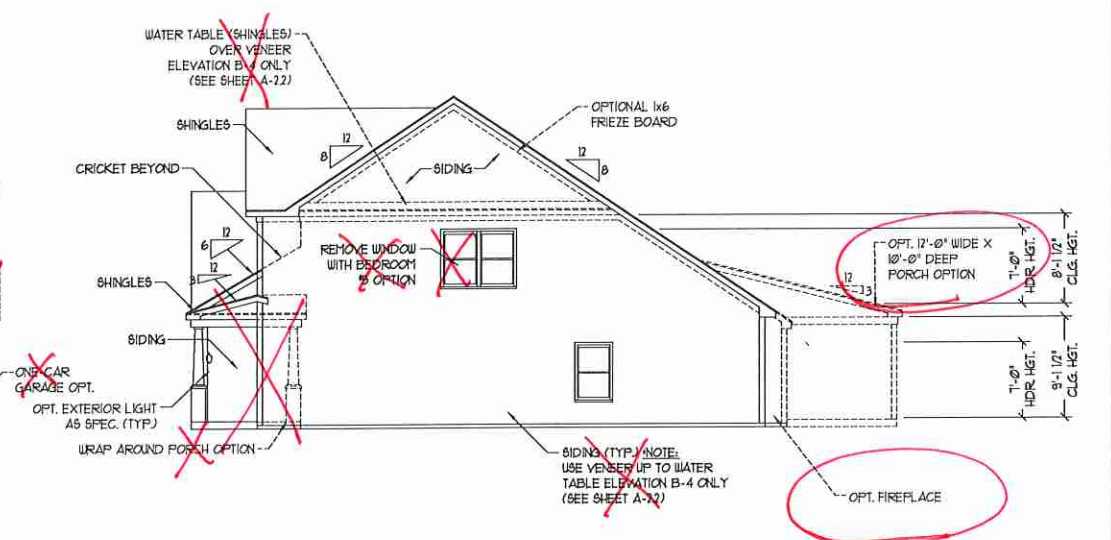 WATER TABLE (SHINGLES)
OVER VENEER
ELEVATION B-4 ONLY
(SEE SHEET A-2.2)
SHINGLES
CRICKET BEYOND
OPTIONAL 1x6
FRIEZE BOARD
12
8
SIDING
12
8
12
6
12
3
SHINGLES
REMOVE WINDOW
WITH BEDROOM
OPTION
OPT. 12'-0" WIDE X
10'-0" DEEP
PORCH OPTION
12
3
7'-0"
HDR. HGT.
8'-1 1/2"
CLG. HGT.
SIDING
ONE-CAR
GARAGE OPT.
OPT. EXTERIOR LIGHT
AS SPEC. (TYP.)
WRAP AROUND PORCH OPTION
7'-0"
HDR. HGT.
9'-1 1/2"
CLG. HGT.
SIDING (TYP.) *NOTE:
USE VENEER UP TO WATER
TABLE ELEVATION B-4 ONLY
(SEE SHEET A-2.2)
OPT. FIREPLACE